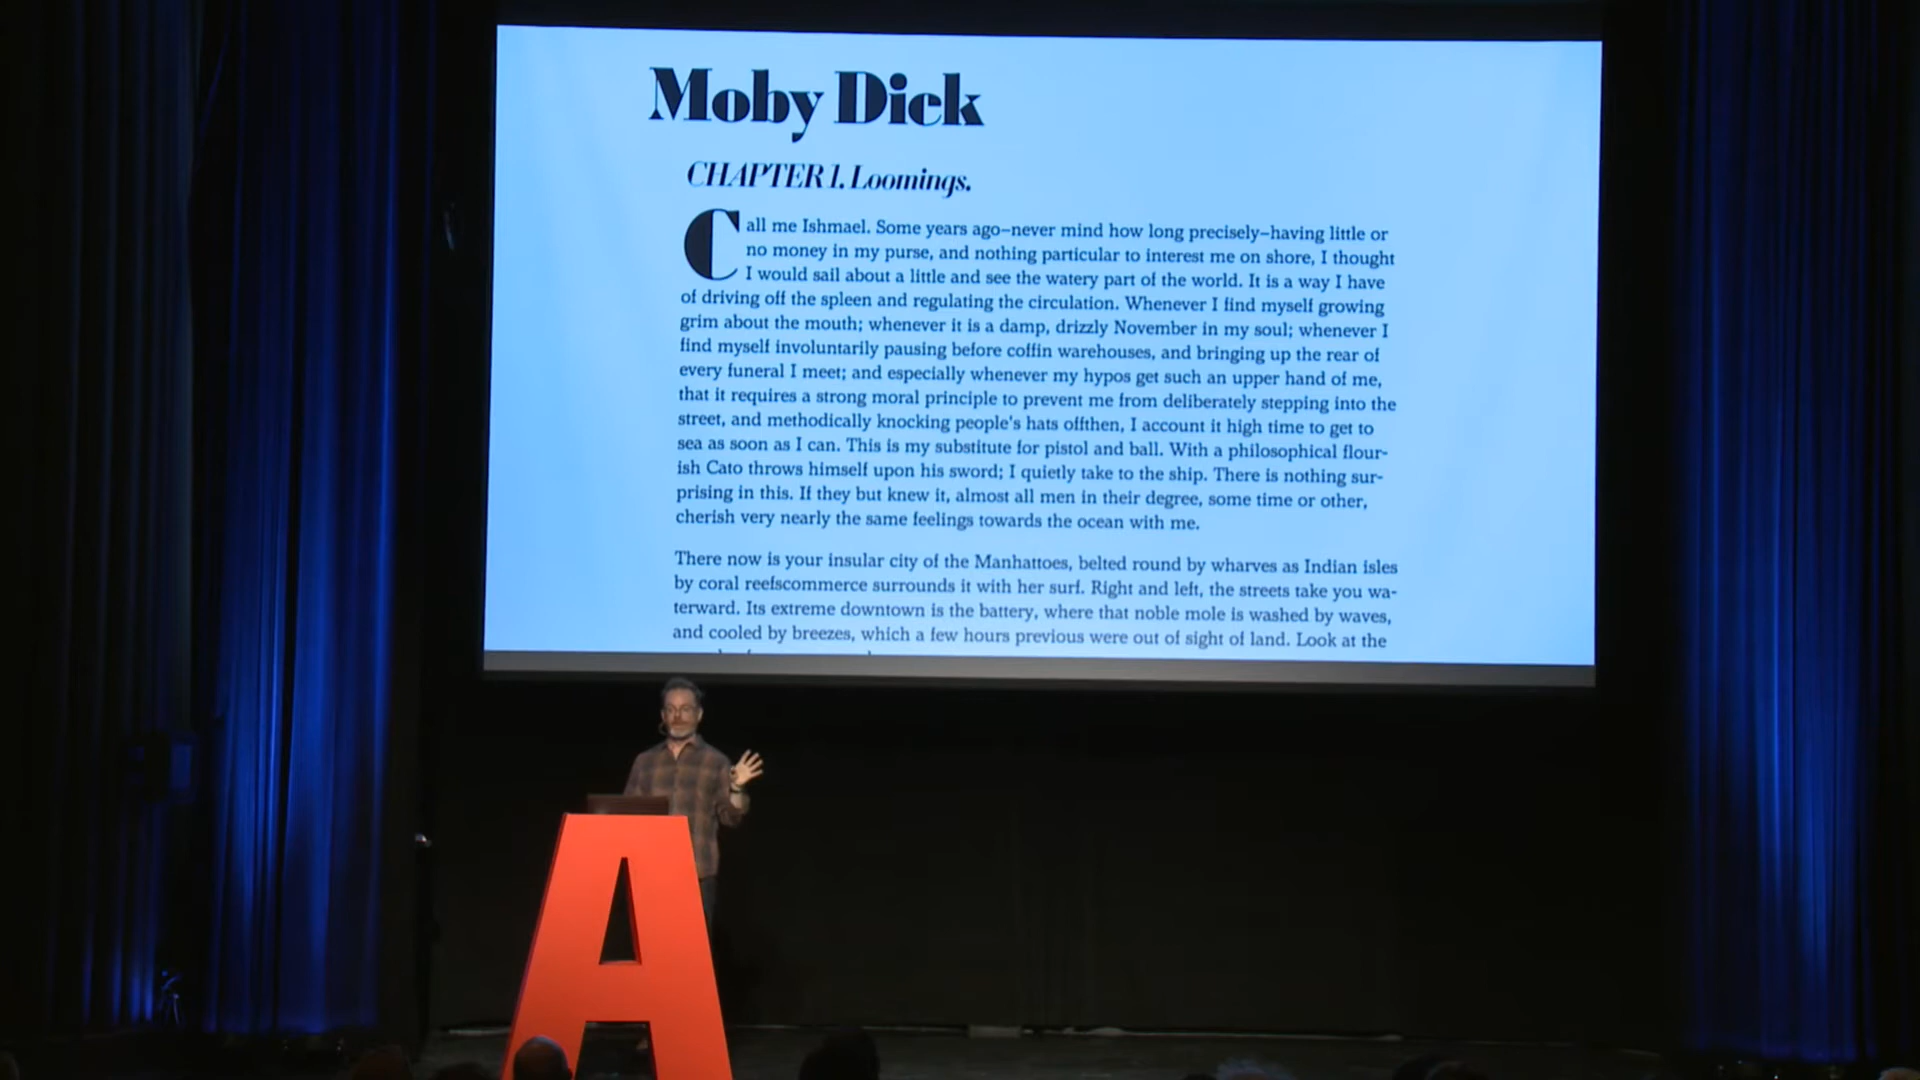 Moby Dick
CHAPTER 1. Loomings.
Call me Ishmael. Some years ago–never mind how long precisely–having little or
no money in my purse, and nothing particular to interest me on shore, I thought
I would sail about a little and see the watery part of the world. It is a way I have
of driving off the spleen and regulating the circulation. Whenever I find myself growing
grim about the mouth; whenever it is a damp, drizzly November in my soul; whenever I
find myself involuntarily pausing before coffin warehouses, and bringing up the rear of
every funeral I meet; and especially whenever my hypos get such an upper hand of me,
that it requires a strong moral principle to prevent me from deliberately stepping into the
street, and methodically knocking people's hats offthen, I account it high time to get to
sea as soon as I can. This is my substitute for pistol and ball. With a philosophical flour-
ish Cato throws himself upon his sword; I quietly take to the ship. There is nothing sur-
prising in this. If they but knew it, almost all men in their degree, some time or other,
cherish very nearly the same feelings towards the ocean with me.
There now is your insular city of the Manhattoes, belted round by wharves as Indian isles
by coral reefscommerce surrounds it with her surf. Right and left, the streets take you wa-
terward. Its extreme downtown is the battery, where that noble mole is washed by waves,
and cooled by breezes, which a few hours previous were out of sight of land. Look at the
A